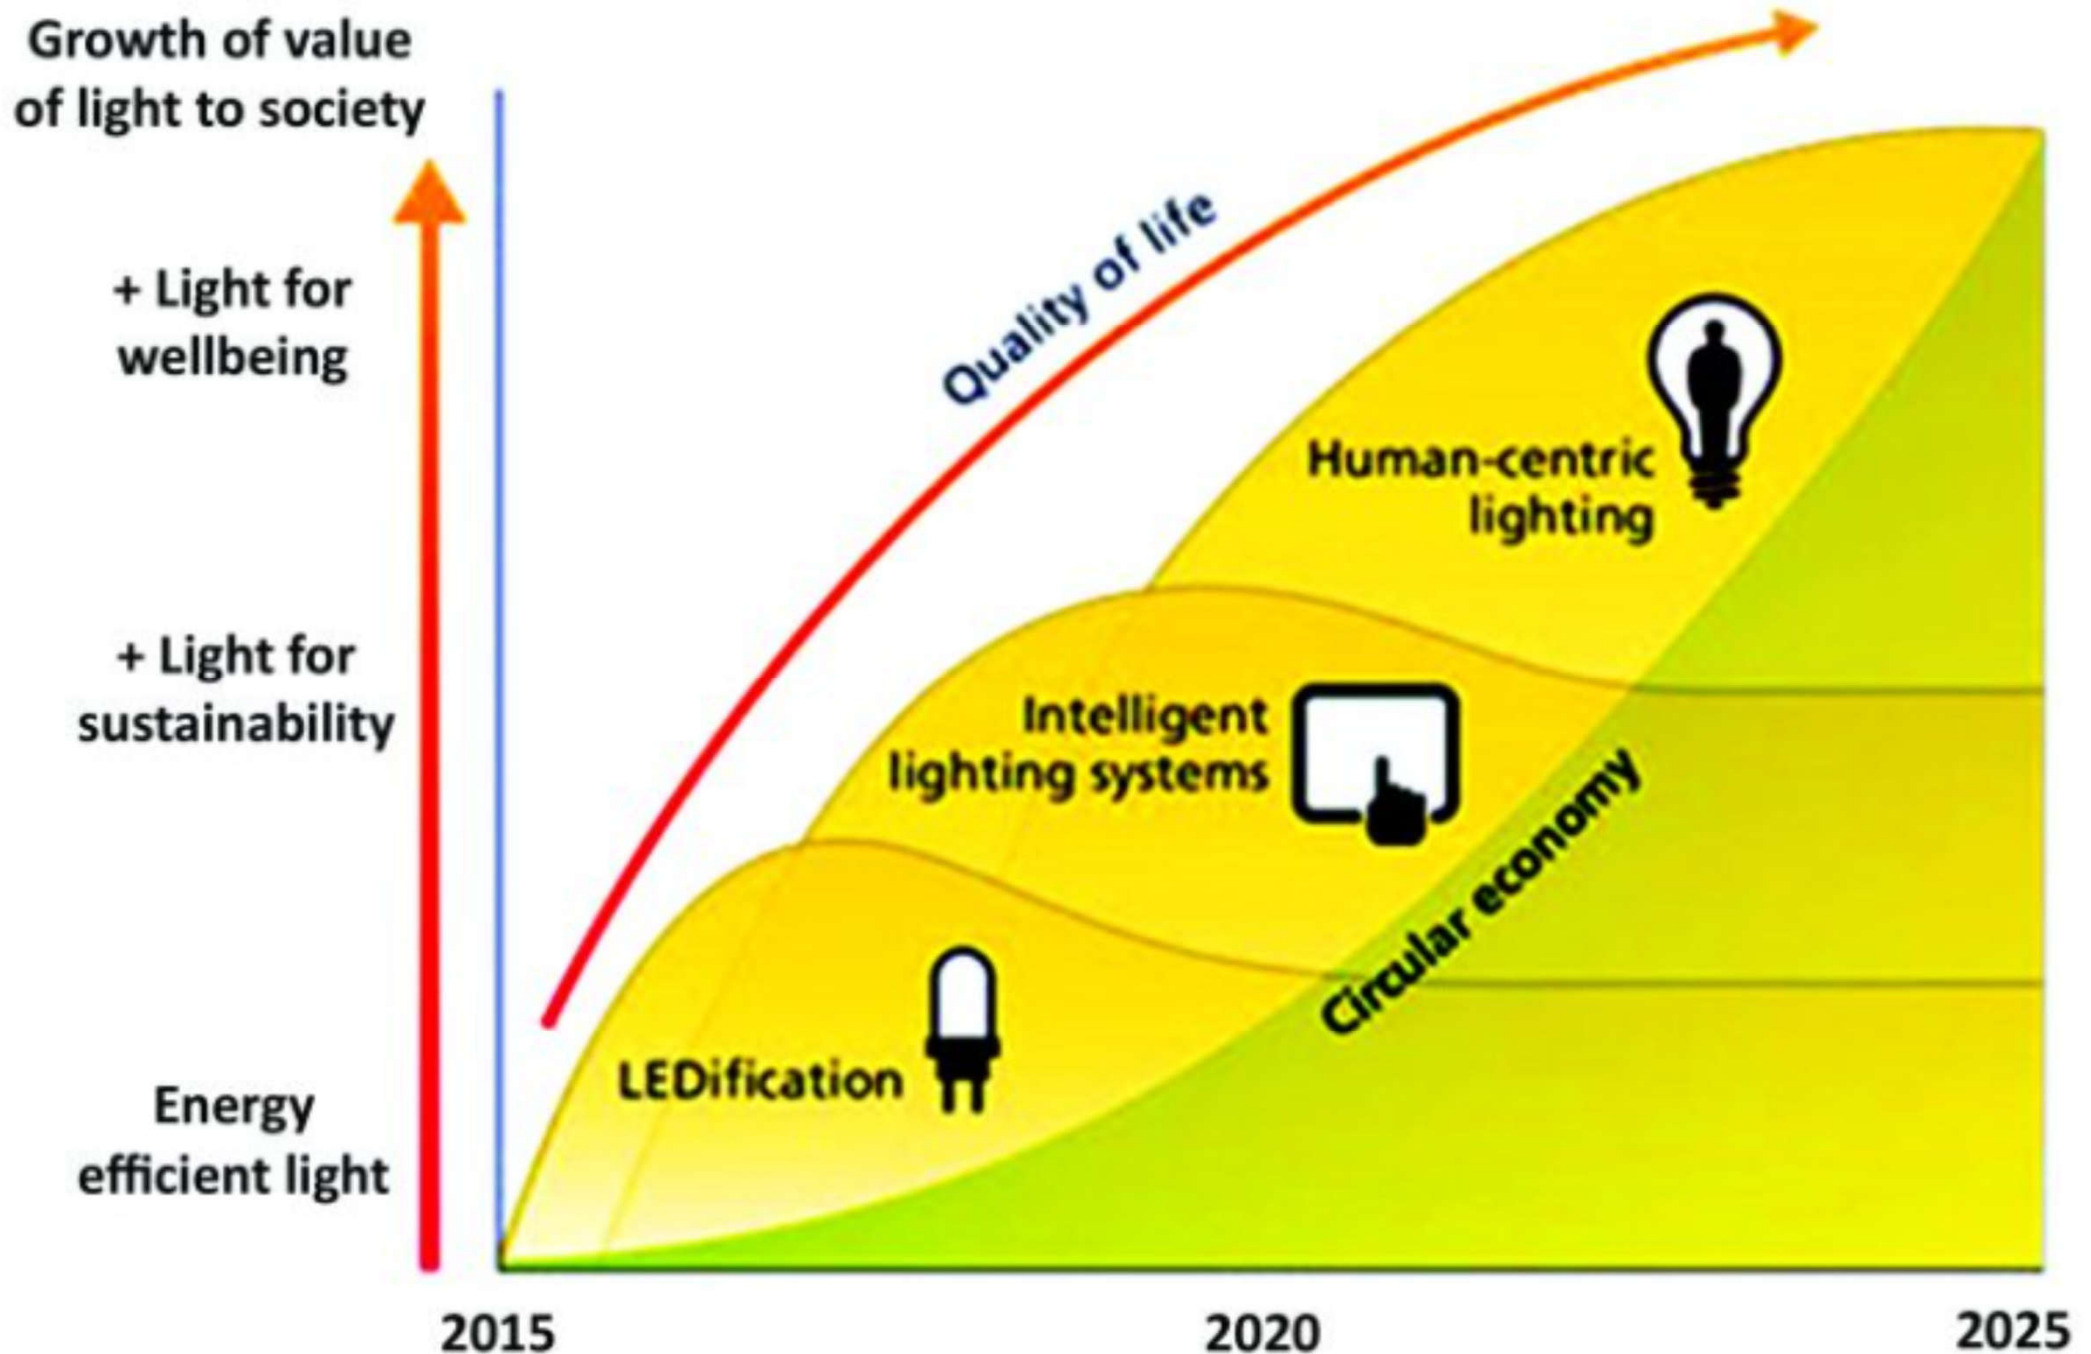 Growth of value
of light to society
+ Light for
wellbeing
+ Light for
sustainability
Energy
efficient light
Quality of life
Human-centric
lighting
Intelligent
lighting systems
LEDification
Circular economy
2015
2020
2025